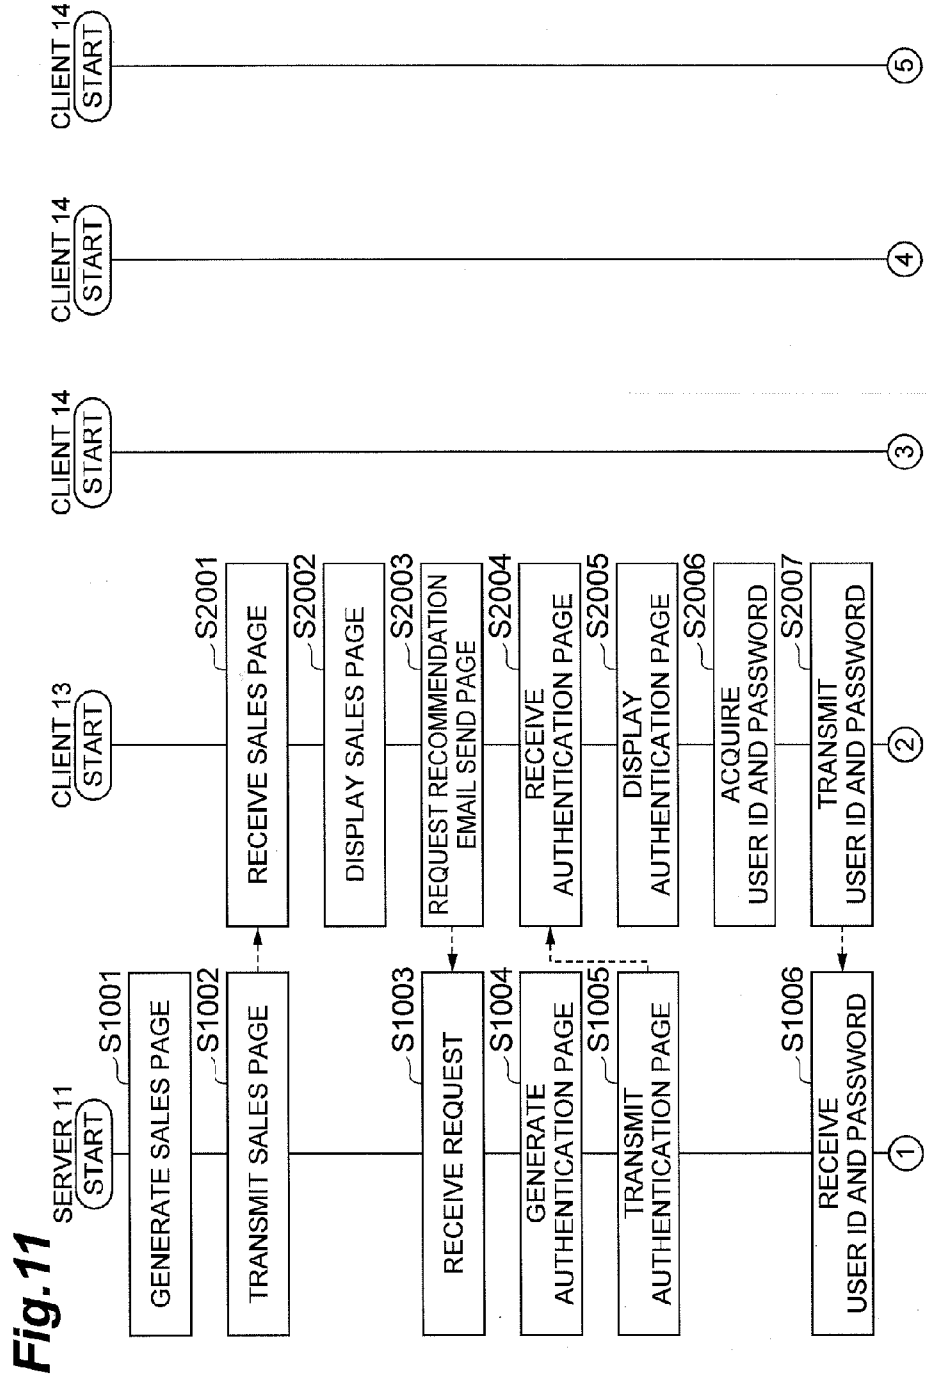 Fig.11
SERVER 11
START
GENERATE SALES PAGE
S1001
TRANSMIT SALES PAGE
S1002
RECEIVE REQUEST
S1003
GENERATE
AUTHENTICATION PAGE
S1004
TRANSMIT
AUTHENTICATION PAGE
S1005
RECEIVE
USER ID AND PASSWORD
S1006
1
CLIENT 13
START
RECEIVE SALES PAGE
S2001
DISPLAY SALES PAGE
S2002
REQUEST RECOMMENDATION
EMAIL SEND PAGE
S2003
RECEIVE
AUTHENTICATION PAGE
S2004
DISPLAY
AUTHENTICATION PAGE
S2005
ACQUIRE
USER ID AND PASSWORD
S2006
TRANSMIT
USER ID AND PASSWORD
S2007
2
CLIENT 14
START
3
CLIENT 14
START
4
CLIENT 14
START
5